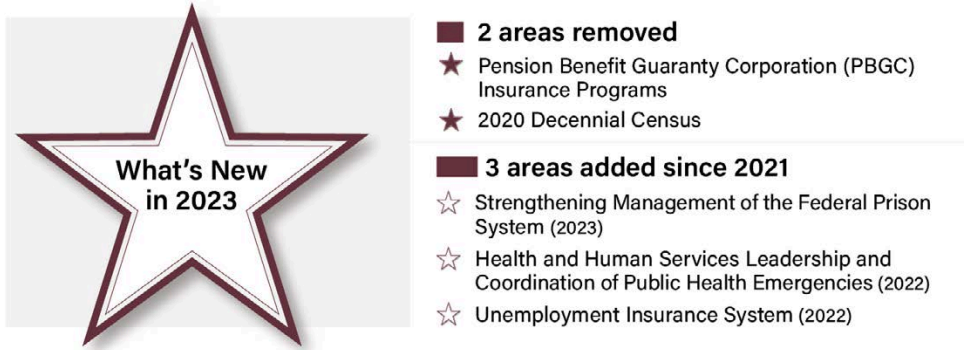 What's New
in 2023
2 areas removed
Pension Benefit Guaranty Corporation (PBGC)
Insurance Programs
2020 Decennial Census
3 areas added since 2021
Strengthening Management of the Federal Prison
System (2023)
Health and Human Services Leadership and
Coordination of Public Health Emergencies (2022)
Unemployment Insurance System (2022)